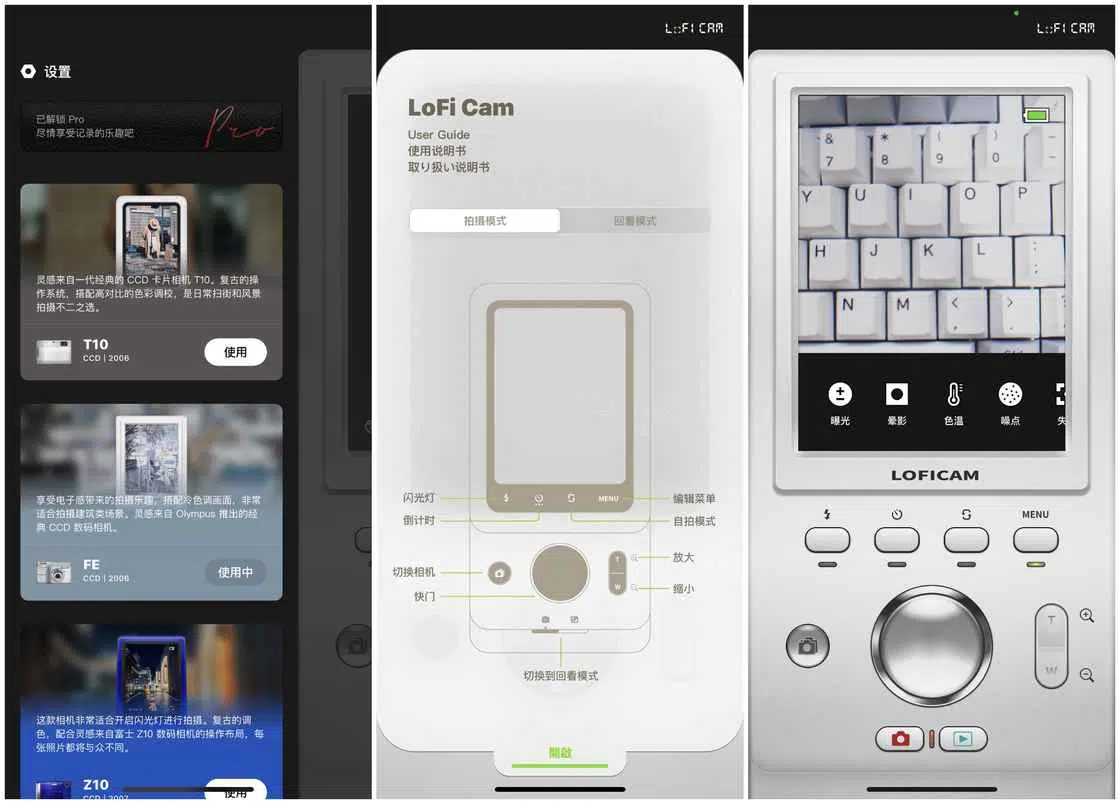 设置
已解锁 Pro
尽情享受记录的乐趣吧
Pro
灵感来自一代经典的 CCD 卡片相机 T10。复古的操
作系统，搭配高对比的色彩调校，是日常扫街和风景
拍摄不二之选。
T10
CCD | 2006
使用
享受电子感带来的拍摄乐趣，搭配冷色调画面，非常
适合拍摄建筑类场景。灵感来自 Olympus 推出的经
典 CCD 数码相机。
FE
CCD | 2006
使用中
这款相机非常适合开启闪光灯进行拍摄。复古的调
色，配合灵感来自富士 Z10 数码相机的操作布局，每
张照片都将与众不同。
Z10
CCD | 2007
使用
LoFI CAM
LoFi Cam
User Guide
使用说明书
取り扱い说明书
拍摄模式
回看模式
MENU
闪光灯
编辑菜单
倒计时
自拍模式
T
放大
切换相机
W
缩小
快门
切换到回看模式
開啟
LoFI CAM
& * ( ) –
7 8 9 0 -
Y U I O P
H J K L : ;
N M < , > .
曝光
晕影
色温
噪点
失
LOFICAM
MENU
T
W